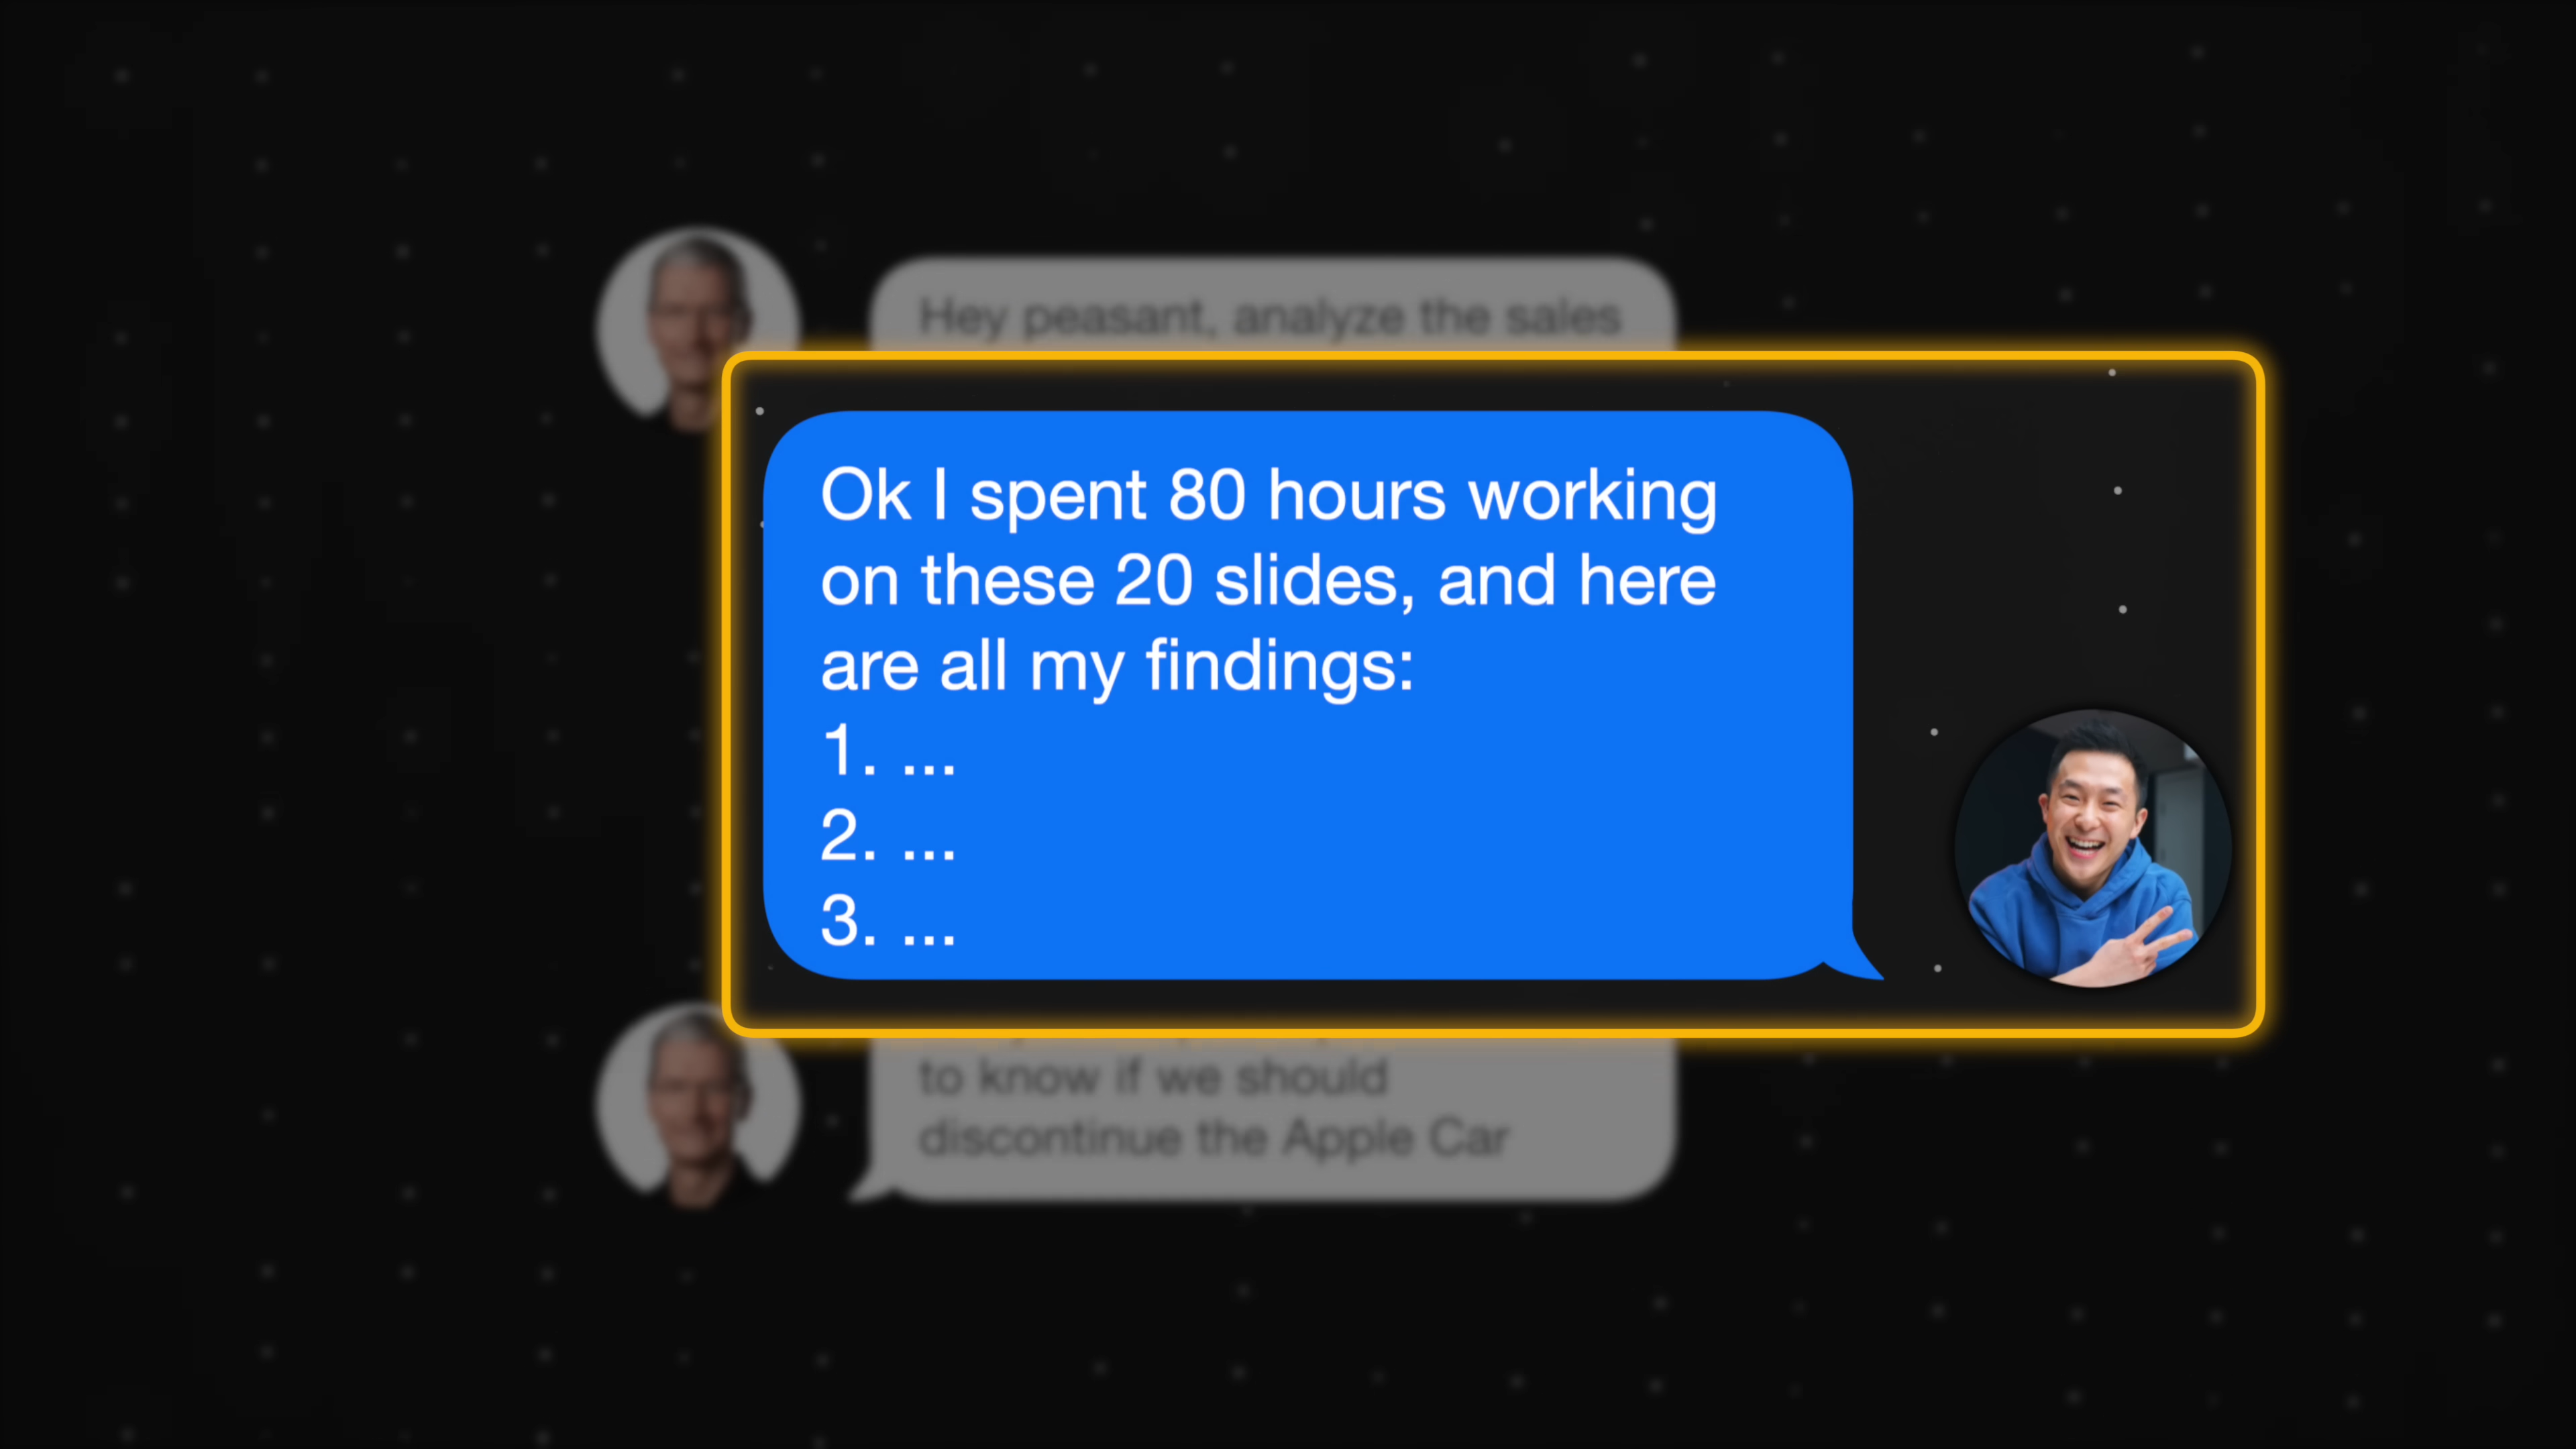 Hey peasant, analyze the sales
Ok I spent 80 hours working
on these 20 slides, and here
are all my findings:
1. ...
2. ...
3. ...
to know if we should
discontinue the Apple Car